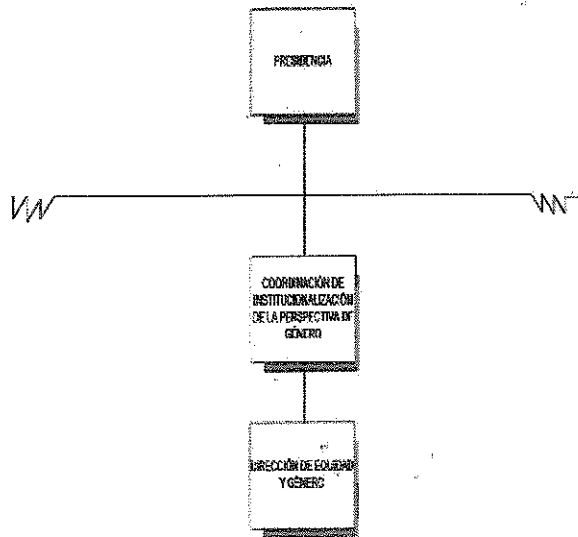 PRESIDENCIA
COORDINACIÓN DE
INSTITUCIONALIZACIÓN
DE LA PERSPECTIVA DE
GÉNERO
DIRECCIÓN DE EQUIDAD
Y GÉNERO